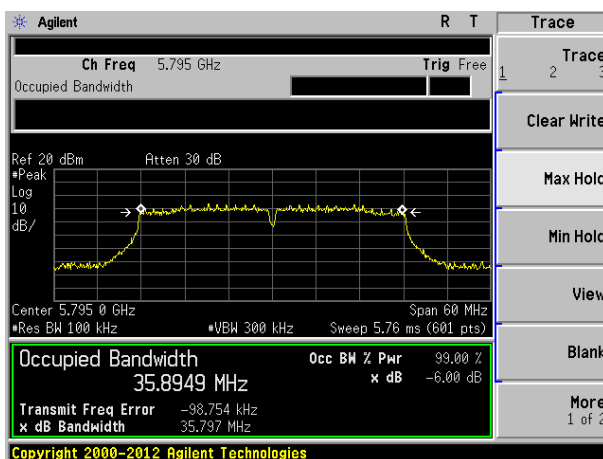 Agilent R T Trace
Ch Freq 5.795 GHz Trig Free
Occupied Bandwidth
Trace
1 2 3
Clear Write
Max Hold
Min Hold
View
Blank
More
1 of 2
Ref 20 dBm Atten 30 dB
#Peak
Log
10
dB/
Center 5.795 0 GHz Span 60 MHz
#Res BW 100 kHz #VBW 300 kHz Sweep 5.76 ms (601 pts)
Occupied Bandwidth Occ BW % Pwr 99.00 %
35.8949 MHz x dB -6.00 dB
Transmit Freq Error -98.754 kHz
x dB Bandwidth 35.797 MHz
Copyright 2000-2012 Agilent Technologies